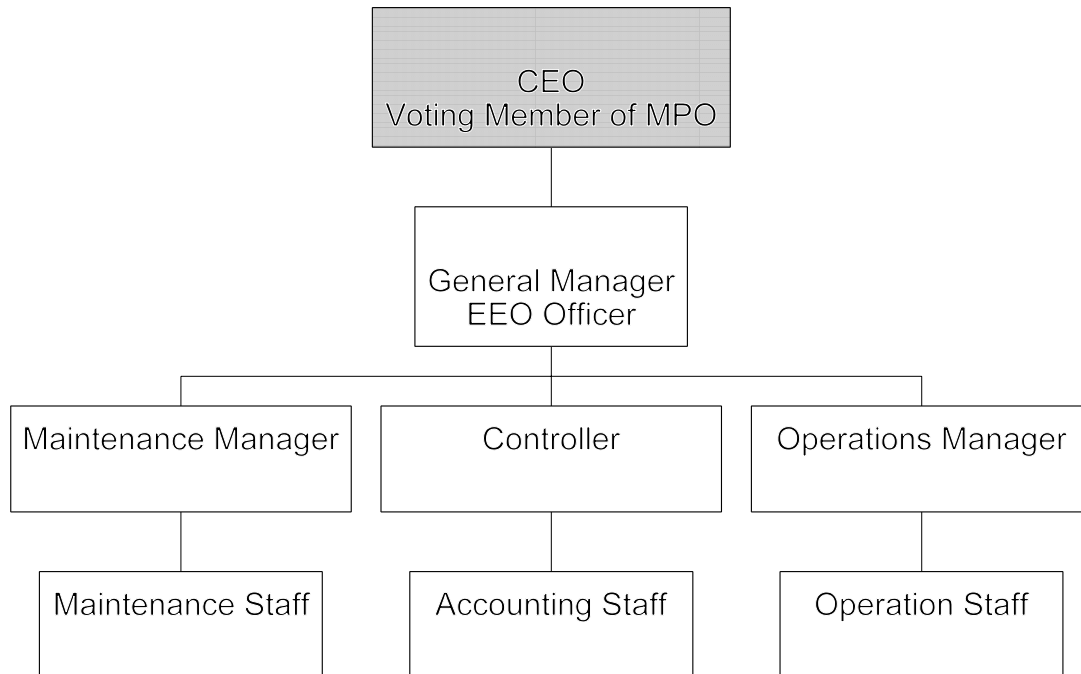 CEO
Voting Member of MPO
General Manager
EEO Officer
Maintenance Manager
Controller
Operations Manager
Maintenance Staff
Accounting Staff
Operation Staff